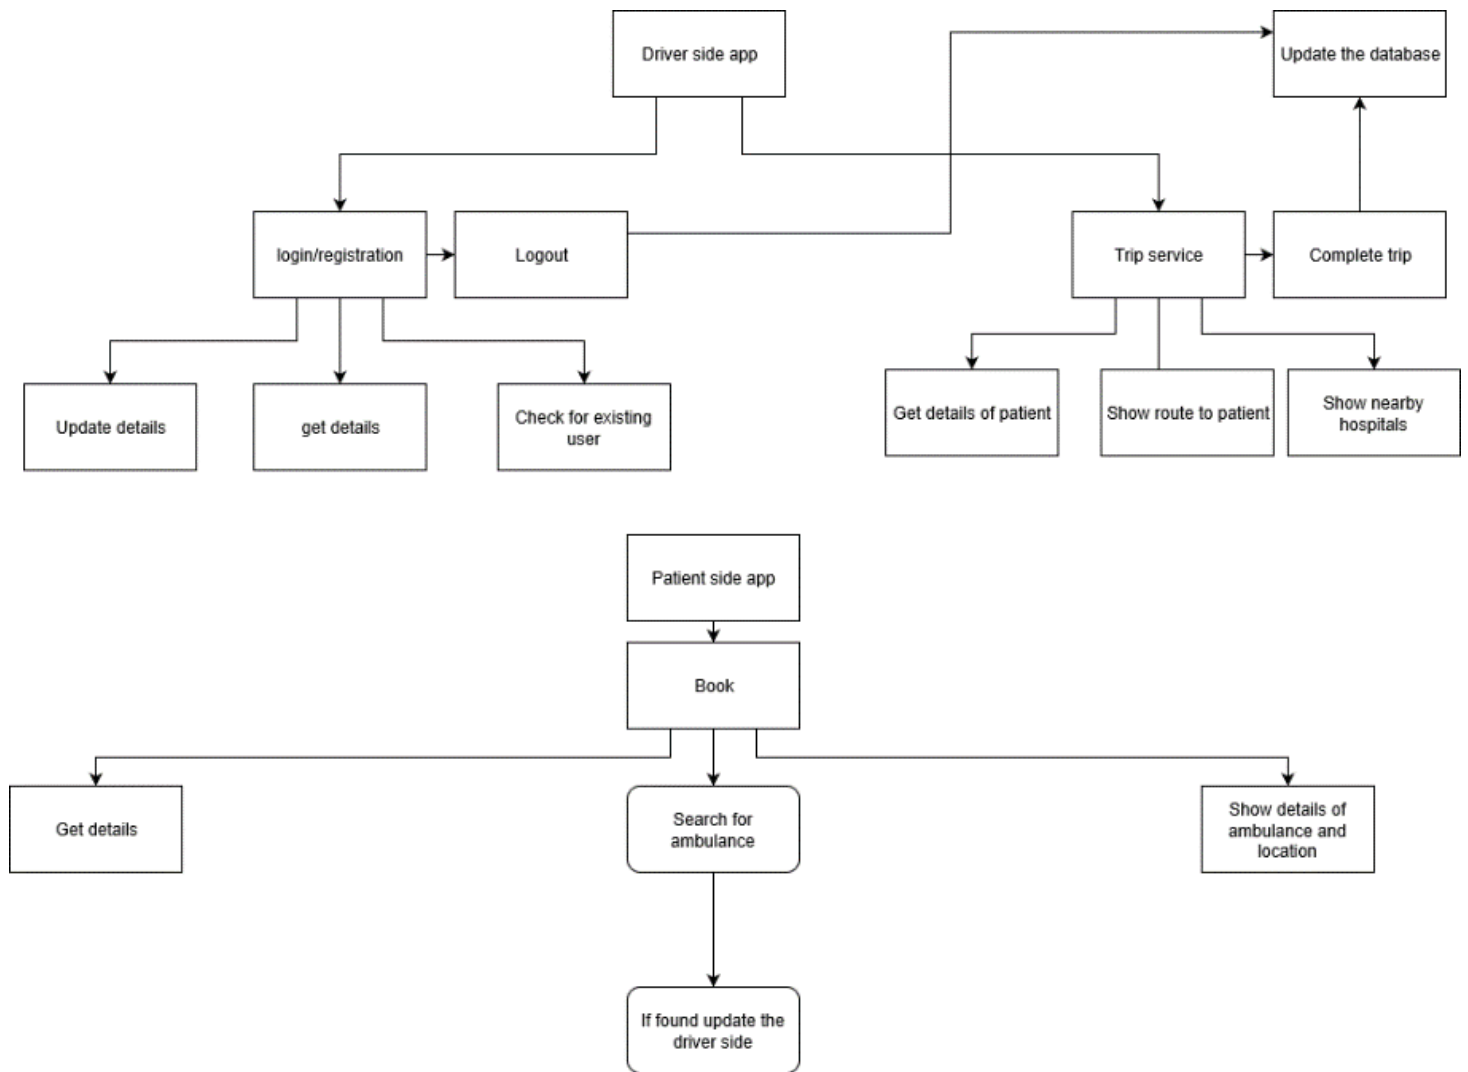 Driver side app
Update the database
login/registration
Logout
Trip service
Complete trip
Update details
get details
Check for existing
user
Get details of patient
Show route to patient
Show nearby
hospitals
Patient side app
Book
Get details
Search for
ambulance
Show details of
ambulance and
location
If found update the
driver side